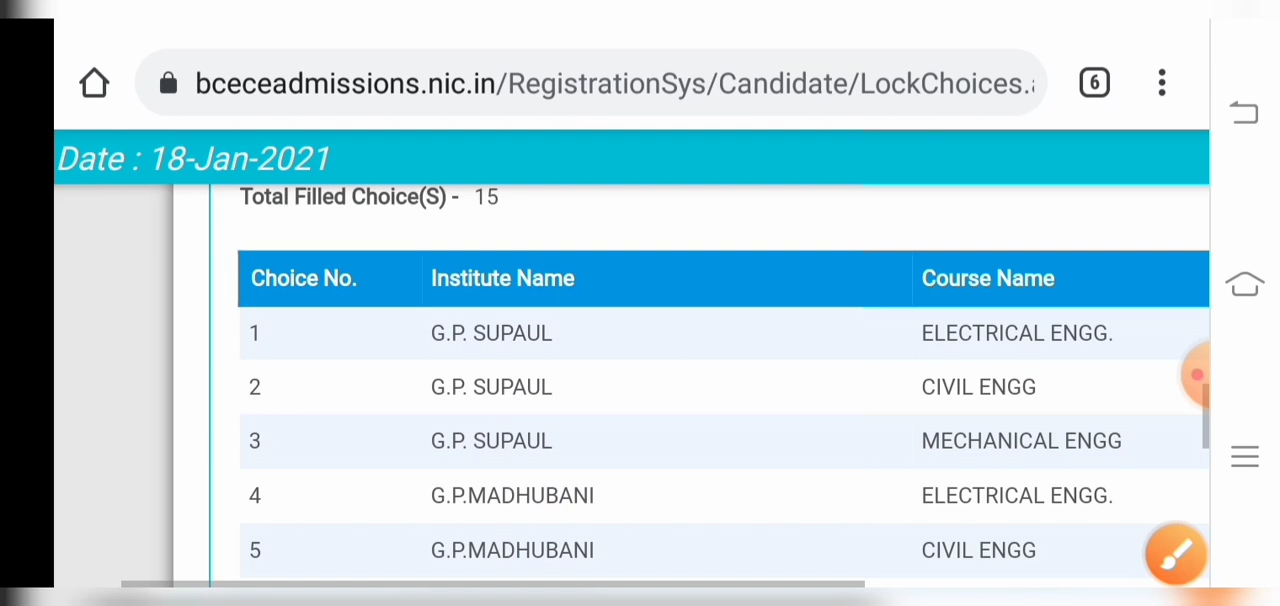 bceceadmissions.nic.in/RegistrationSys/Candidate/LockChoices.
6
Date : 18-Jan-2021
Total Filled Choice(S) - 15
Choice No. Institute Name Course Name
1 G.P. SUPAUL ELECTRICAL ENGG.
2 G.P. SUPAUL CIVIL ENGG
3 G.P. SUPAUL MECHANICAL ENGG
4 G.P.MADHUBANI ELECTRICAL ENGG.
5 G.P.MADHUBANI CIVIL ENGG